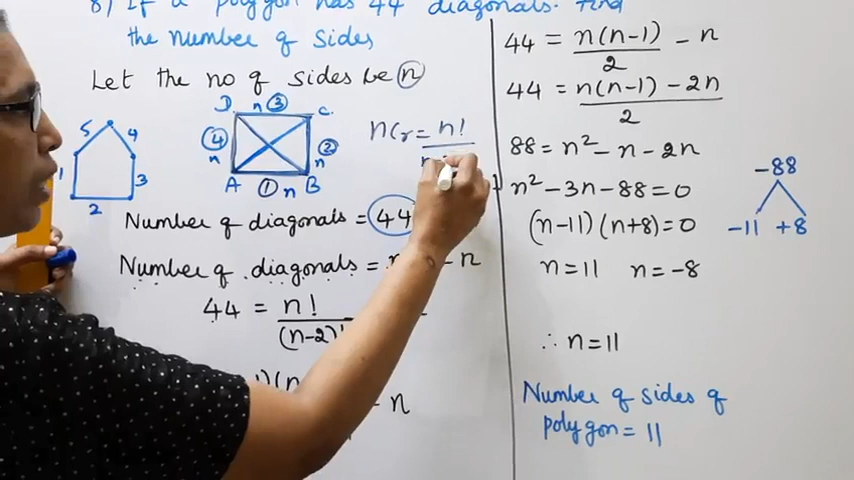 8) If a polygon has 44 diagonals. Find
the number of sides
Let the no of sides be n
5 4 1 3 2
D n 3 C
4 n n 2
A 1 n B
nCr = n!
Number of diagonals = 44
Number of diagonals = - n
44 = n! / (n-2)!
- n
44 = n(n-1) / 2 - n
44 = n(n-1) - 2n / 2
88 = n² - n - 2n
n² - 3n - 88 = 0
(n-11)(n+8) = 0
n = 11 n = -8
∴ n = 11
Number of sides of
polygon = 11
-88
-11 +8